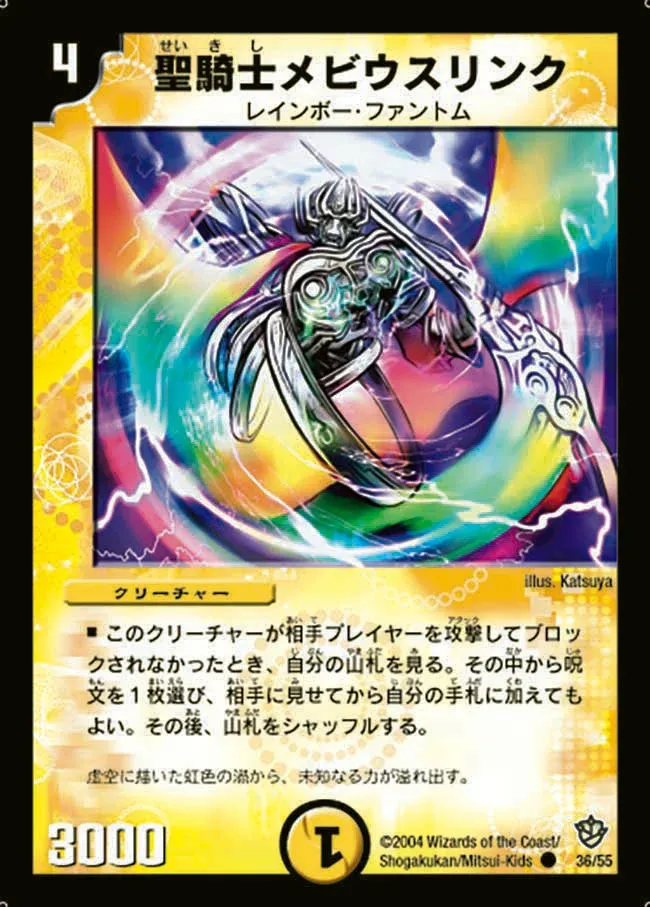 4
せいきし
聖騎士メビウスリンク
レインボー・ファントム
illus. Katsuya
クリーチャー
■ このクリーチャーが相手プレイヤーを攻撃してブロッ
クされなかったとき、自分の山札を見る。その中から呪
文を1枚選び、相手に見せてから自分の手札に加えても
よい。その後、山札をシャッフルする。
虚空に描いた虹色の渦から、未知なる力が溢れ出す。
3000
1
©2004 Wizards of the Coast/
Shogakukan/Mitsui-Kids ● 36/55